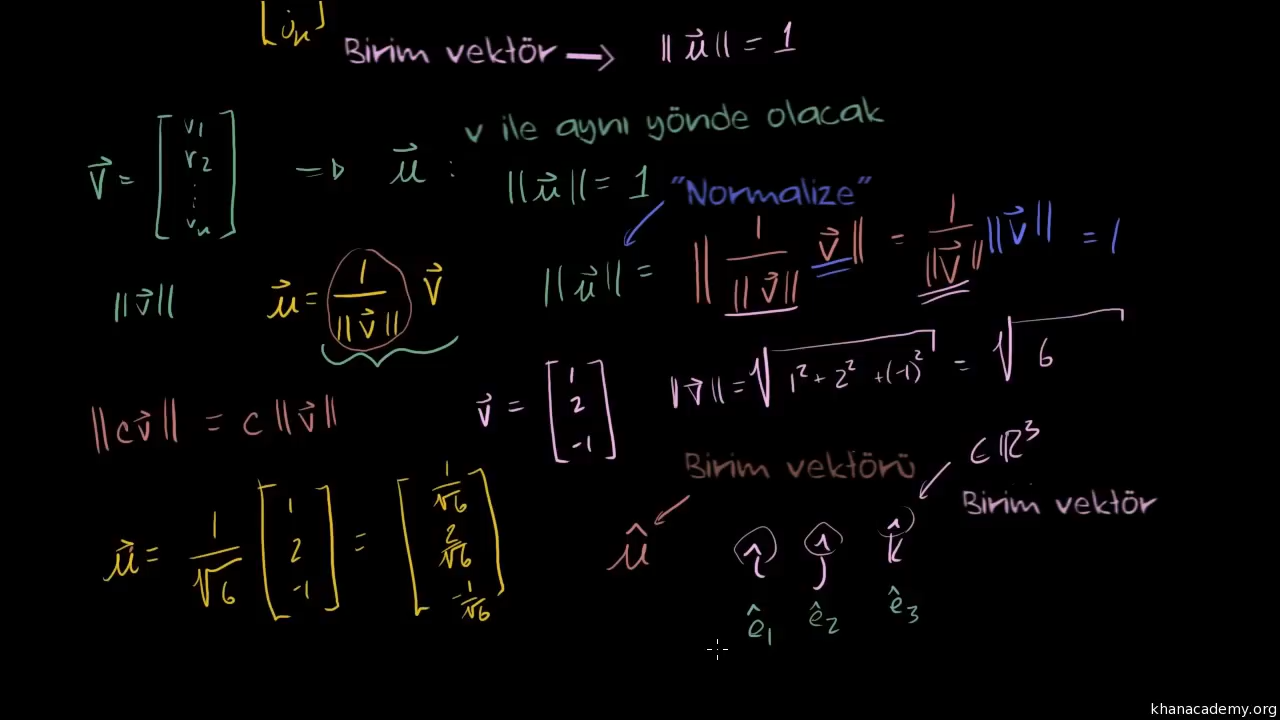 [u_n]
Birim vektör → ‖u⃗‖ = 1
v ile aynı yönde olacak
v⃗ = [v1 v2 ⋮ vn] → u⃗ : ‖u⃗‖ = 1
"Normalize"
‖v⃗‖ u⃗ = 1/‖v⃗‖ v⃗ ‖u⃗‖ = ‖1/‖v⃗‖ v⃗‖ = 1/‖v⃗‖ ‖v⃗‖ = 1
‖cv⃗‖ = c‖v⃗‖ v⃗ = [1 2 -1] ‖v⃗‖ = √(1² + 2² + (-1)²) = √6
Birim vektörü ∈ ℝ³
Birim vektör
u⃗ = 1/√6 [1 2 -1] = [1/√6 2/√6 -1/√6] û î ĵ k̂
ê1 ê2 ê3
khanacademy.org